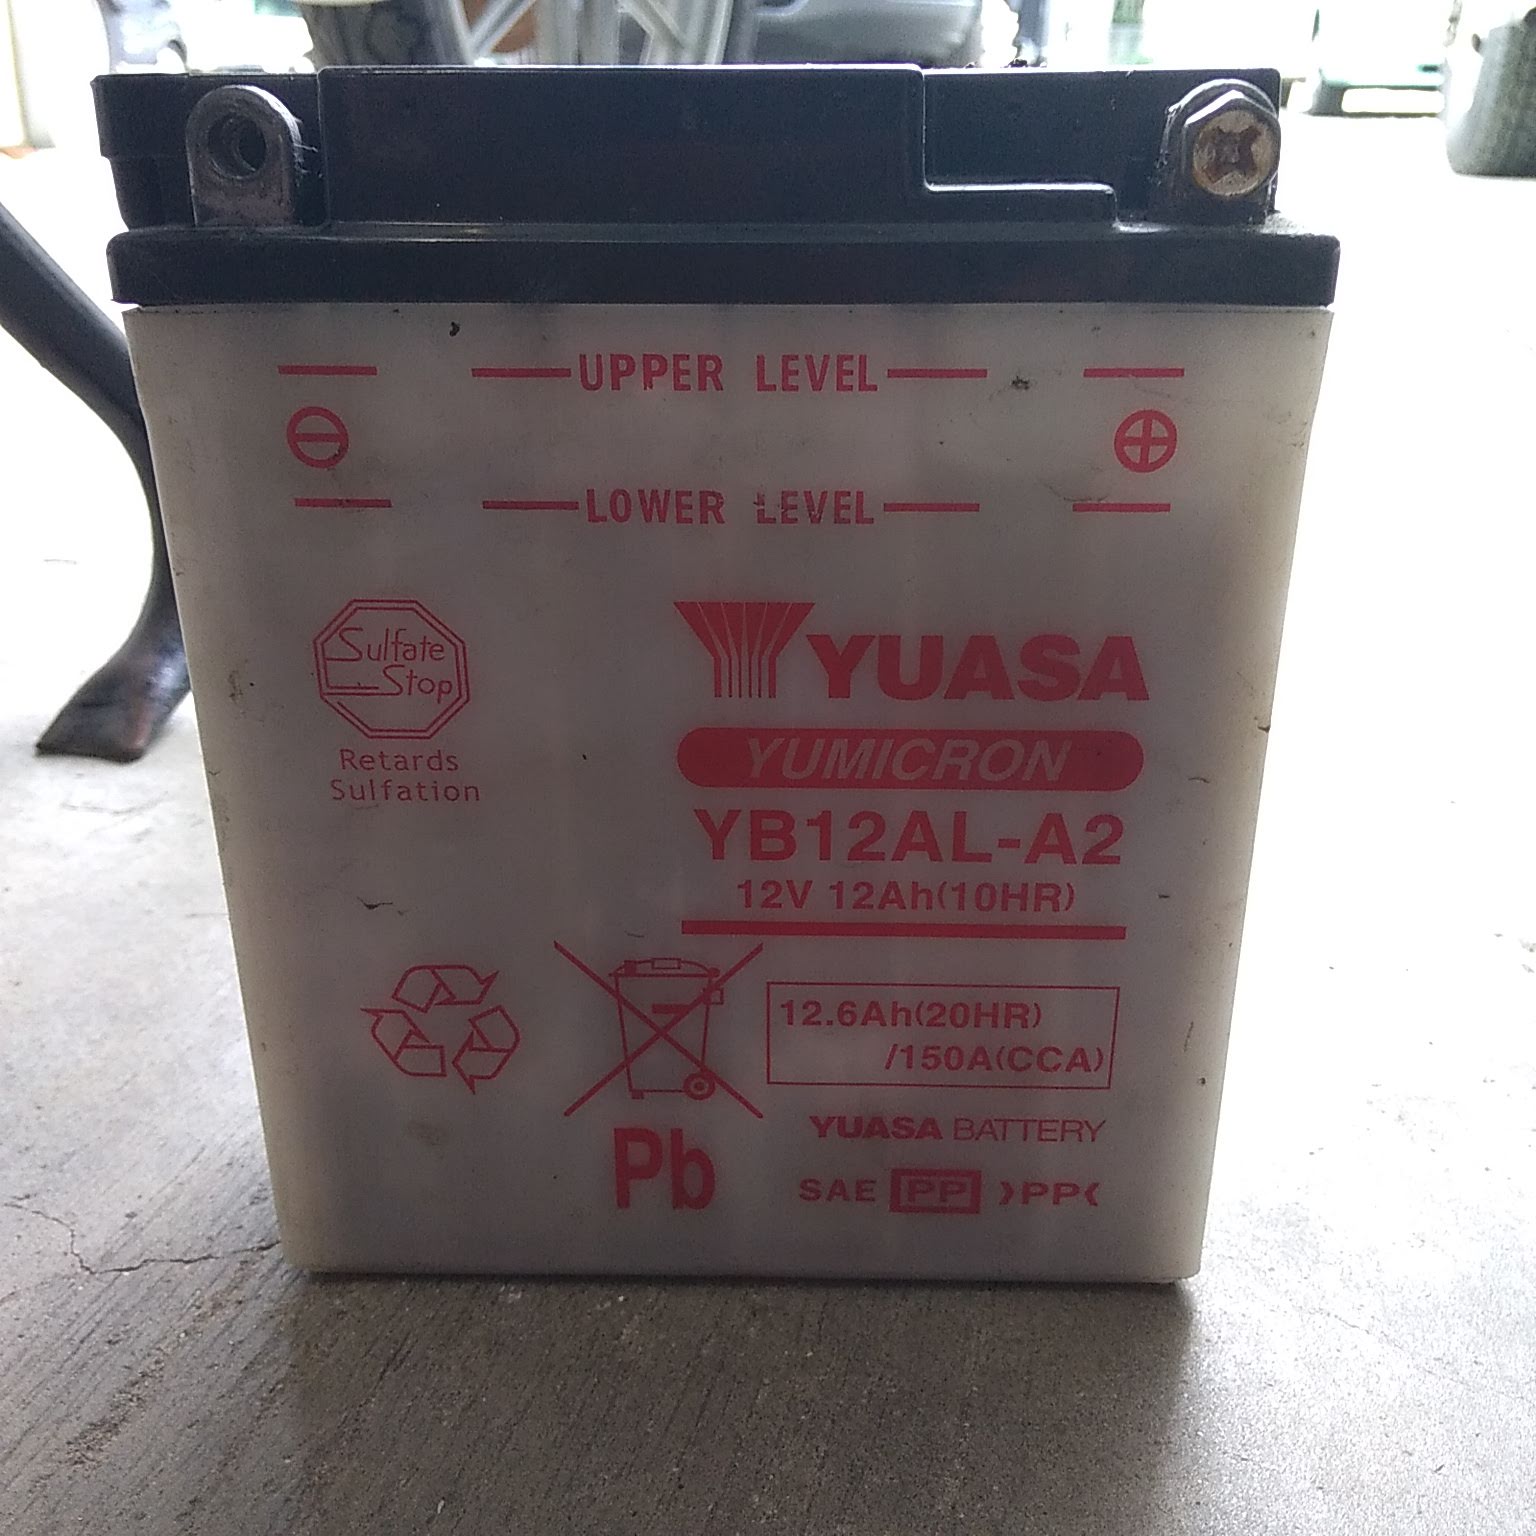 UPPER LEVEL
LOWER LEVEL
Sulfate
Stop
Retards
Sulfation
YUASA
YUMICRON
YB12AL-A2
12V 12Ah(10HR)
12.6Ah(20HR)
/150A(CCA)
Pb
YUASA BATTERY
SAE PP >PP<